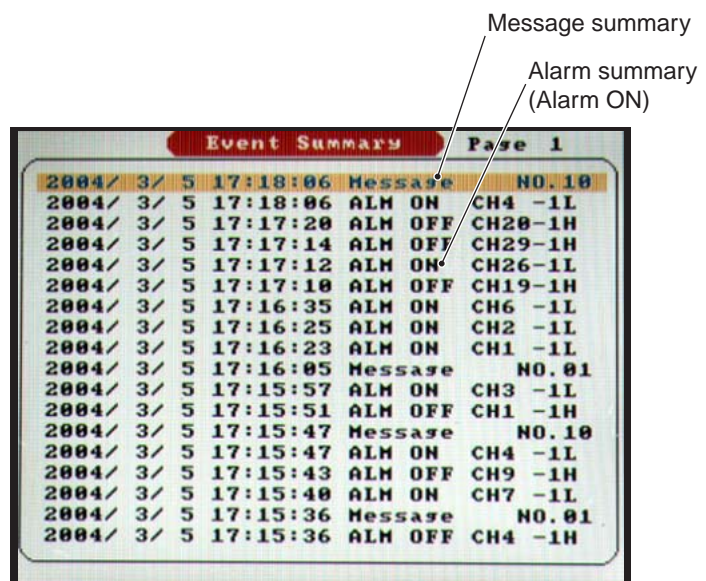 Message summary
Alarm summary
(Alarm ON)
Event Summary Page 1
2004/ 3/ 5 17:18:06 Message NO.10
2004/ 3/ 5 17:18:06 ALM ON CH4 -1L
2004/ 3/ 5 17:17:20 ALM OFF CH20-1H
2004/ 3/ 5 17:17:14 ALM OFF CH29-1H
2004/ 3/ 5 17:17:12 ALM ON CH26-1L
2004/ 3/ 5 17:17:10 ALM OFF CH19-1H
2004/ 3/ 5 17:16:35 ALM ON CH6 -1L
2004/ 3/ 5 17:16:25 ALM ON CH2 -1L
2004/ 3/ 5 17:16:23 ALM ON CH1 -1L
2004/ 3/ 5 17:16:05 Message NO.01
2004/ 3/ 5 17:15:57 ALM ON CH3 -1L
2004/ 3/ 5 17:15:51 ALM OFF CH1 -1H
2004/ 3/ 5 17:15:47 Message NO.10
2004/ 3/ 5 17:15:47 ALM ON CH4 -1L
2004/ 3/ 5 17:15:43 ALM OFF CH9 -1H
2004/ 3/ 5 17:15:40 ALM ON CH7 -1L
2004/ 3/ 5 17:15:36 Message NO.01
2004/ 3/ 5 17:15:36 ALM OFF CH4 -1H